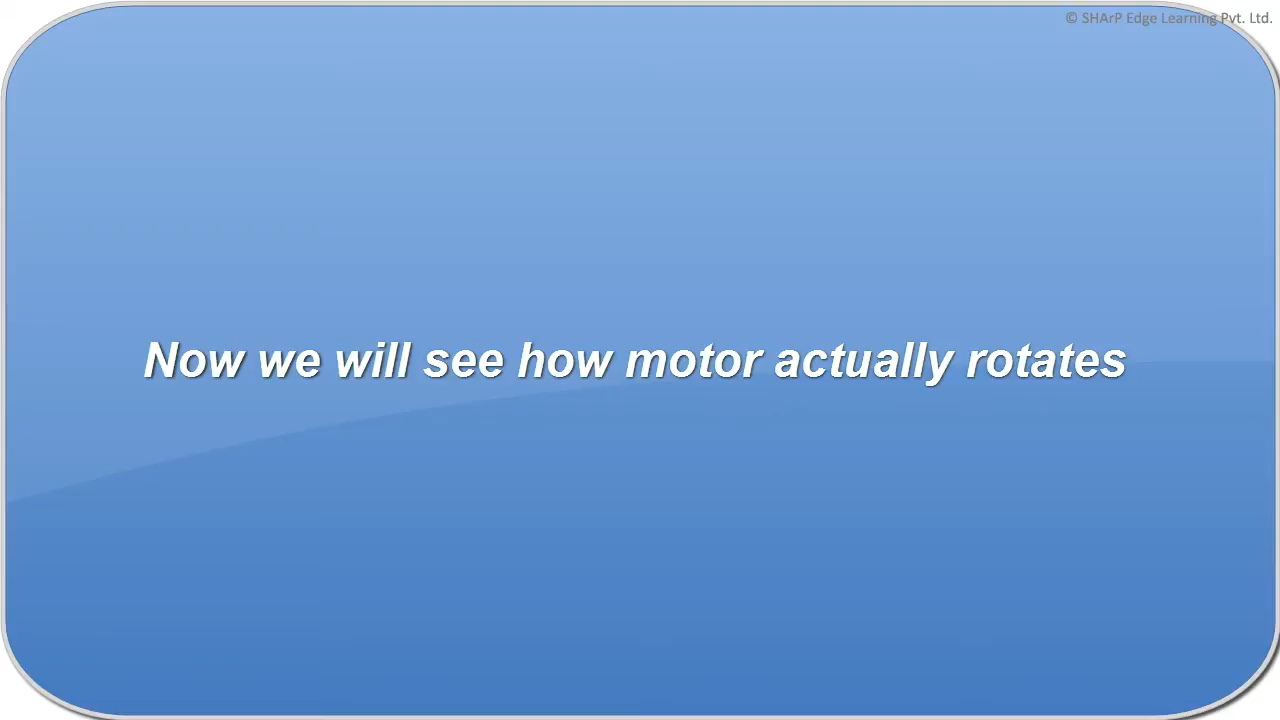 © SHArP Edge Learning Pvt. Ltd.
Now we will see how motor actually rotates